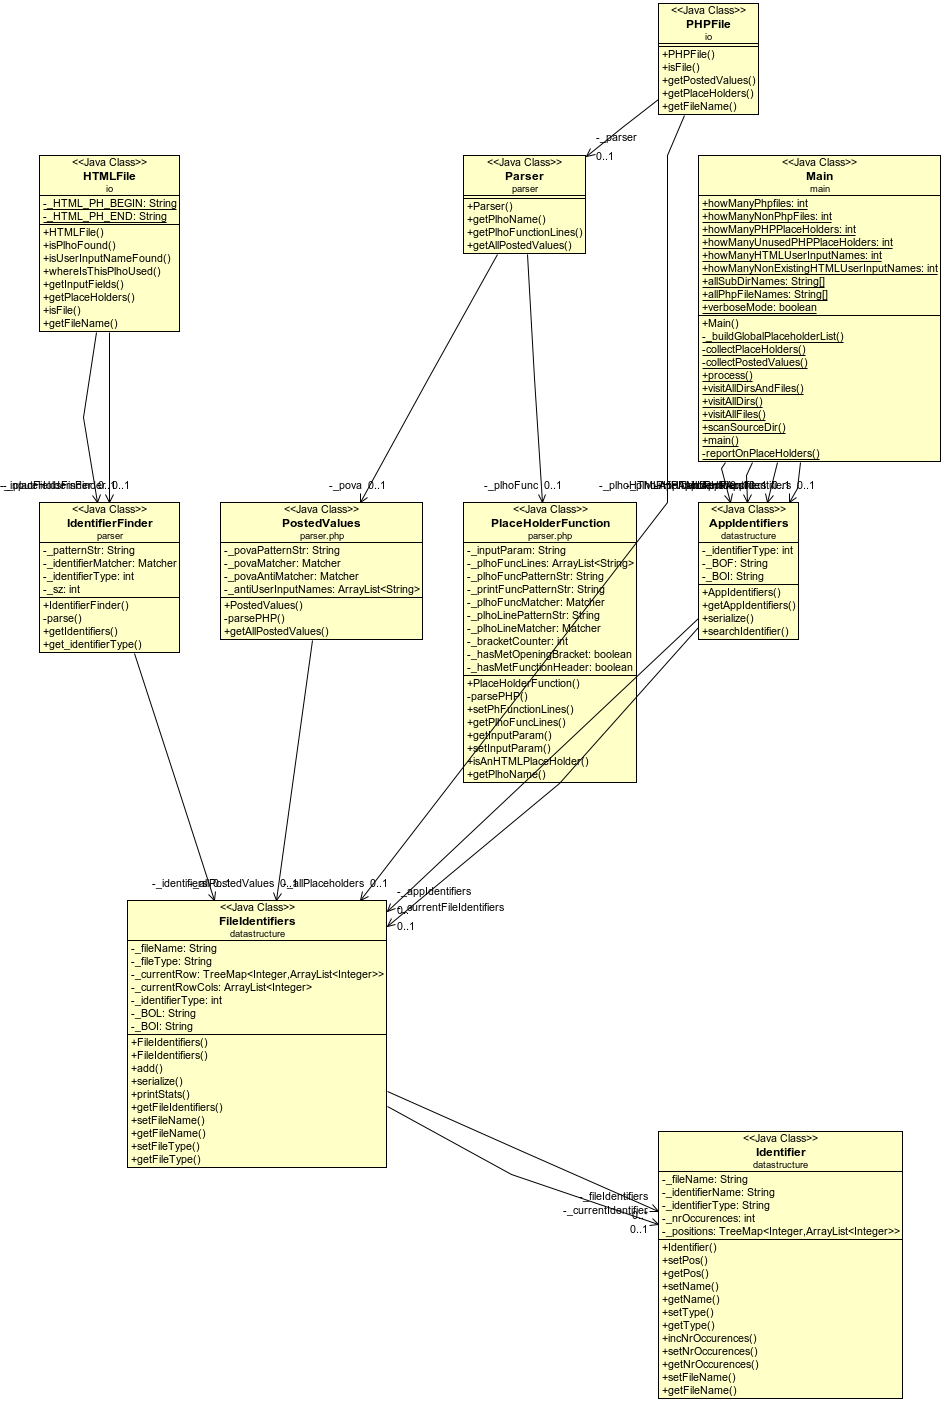 <<Java Class>>
PHPFile
io
+PHPFile()
+isFile()
+getPostedValues()
+getPlaceHolders()
+getFileName()
-_parser
0..1
<<Java Class>>
HTMLFile
io
-_HTML_PH_BEGIN: String
-_HTML_PH_END: String
+HTMLFile()
+isPlhoFound()
+isUserInputNameFound()
+whereIsThisPlhoUsed()
+getInputFields()
+getPlaceHolders()
+isFile()
+getFileName()
<<Java Class>>
Parser
parser
+Parser()
+getPlhoName()
+getPlhoFunctionLines()
+getAllPostedValues()
<<Java Class>>
Main
main
+howManyPhpfiles: int
+howManyNonPhpFiles: int
+howManyPHPPlaceHolders: int
+howManyUnusedPHPPlaceHolders: int
+howManyHTMLUserInputNames: int
+howManyNonExistingHTMLUserInputNames: int
+allSubDirNames: String[]
+allPhpFileNames: String[]
+verboseMode: boolean
+Main()
-_buildGlobalPlaceholderList()
-collectPlaceHolders()
-collectPostedValues()
+process()
+visitAllDirsAndFiles()
+visitAllDirs()
+visitAllFiles()
+scanSourceDir()
+main()
-reportOnPlaceHolders()
0..1
-_pova 0..1
-_plhoFunc 0..1
0..1
<<Java Class>>
IdentifierFinder
parser
-_patternStr: String
-_identifierMatcher: Matcher
-_identifierType: int
-_sz: int
+IdentifierFinder()
-parse()
+getIdentifiers()
+get_identifierType()
<<Java Class>>
PostedValues
parser.php
-_povaPatternStr: String
-_povaMatcher: Matcher
-_povaAntiMatcher: Matcher
-_antiUserInputNames: ArrayList<String>
+PostedValues()
-parsePHP()
+getAllPostedValues()
<<Java Class>>
PlaceHolderFunction
parser.php
-_inputParam: String
-_plhoFuncLines: ArrayList<String>
-_plhoFuncPatternStr: String
-_printFuncPatternStr: String
-_plhoFuncMatcher: Matcher
-_plhoLinePatternStr: String
-_plhoLineMatcher: Matcher
-_bracketCounter: int
-_hasMetOpeningBracket: boolean
-_hasMetFunctionHeader: boolean
+PlaceHolderFunction()
-parsePHP()
+setPhFunctionLines()
+getPlhoFuncLines()
+getInputParam()
+setInputParam()
+isAnHTMLPlaceHolder()
+getPlhoName()
<<Java Class>>
AppIdentifiers
datastructure
-_identifierType: int
-_BOF: String
-_BOI: String
+AppIdentifiers()
+getAppIdentifiers()
+serialize()
+searchIdentifier()
-_identifiers 0..1
-_allPostedValues 0..1
-_allPlaceholders 0..1
-_appIdentifiers
0..1
-_currentFileIdentifiers
0..1
<<Java Class>>
FileIdentifiers
datastructure
-_fileName: String
-_fileType: String
-_currentRow: TreeMap<Integer,ArrayList<Integer>>
-_currentRowCols: ArrayList<Integer>
-_identifierType: int
-_BOL: String
-_BOI: String
+FileIdentifiers()
+FileIdentifiers()
+add()
+serialize()
+printStats()
+getFileIdentifiers()
+setFileName()
+getFileName()
+setFileType()
+getFileType()
-_fileIdentifiers
-_currentIdentifier
0..1
<<Java Class>>
Identifier
datastructure
-_fileName: String
-_identifierName: String
-_identifierType: String
-_nrOccurences: int
-_positions: TreeMap<Integer,ArrayList<Integer>>
+Identifier()
+setPos()
+getPos()
+setName()
+getName()
+setType()
+getType()
+incNrOccurences()
+setNrOccurences()
+getNrOccurences()
+setFileName()
+getFileName()